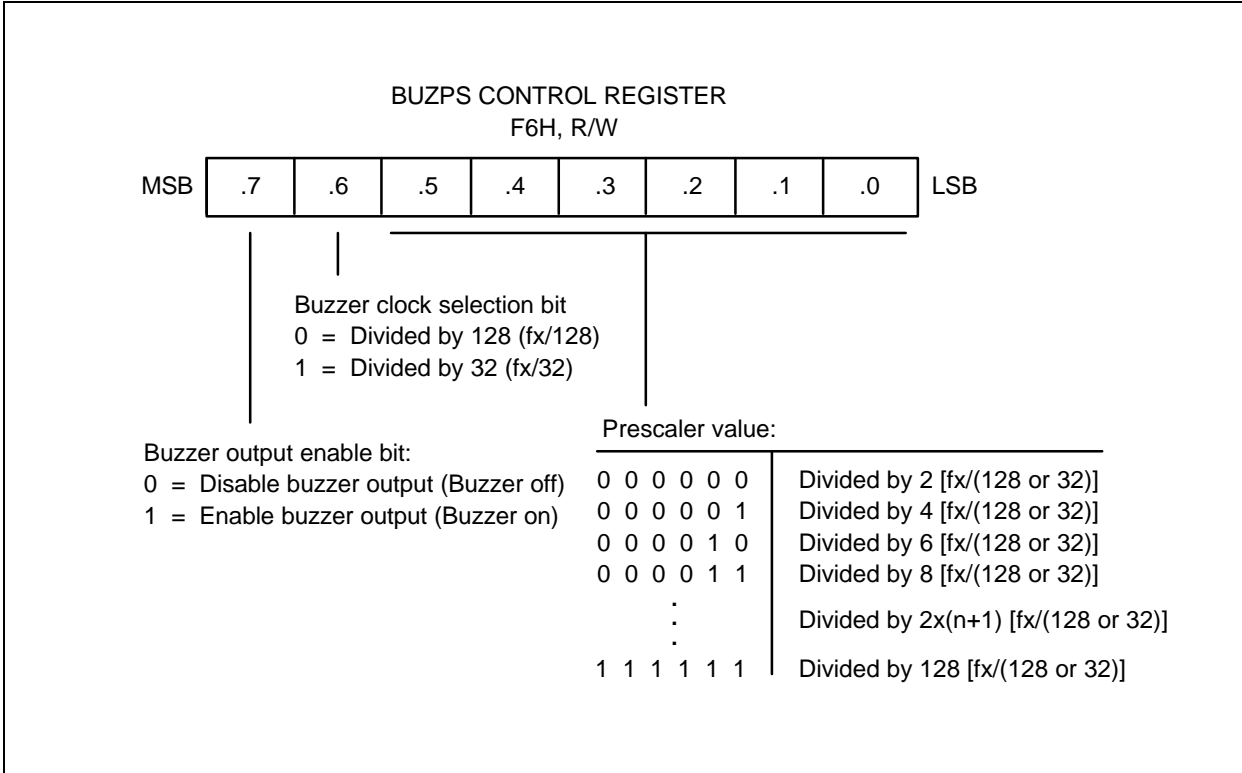 BUZPS CONTROL REGISTER
F6H, R/W
MSB .7 .6 .5 .4 .3 .2 .1 .0 LSB
Buzzer clock selection bit
0 = Divided by 128 (fx/128)
1 = Divided by 32 (fx/32)
Buzzer output enable bit:
0 = Disable buzzer output (Buzzer off)
1 = Enable buzzer output (Buzzer on)
Prescaler value:
0 0 0 0 0 0 Divided by 2 [fx/(128 or 32)]
0 0 0 0 0 1 Divided by 4 [fx/(128 or 32)]
0 0 0 0 1 0 Divided by 6 [fx/(128 or 32)]
0 0 0 0 1 1 Divided by 8 [fx/(128 or 32)]
.
. Divided by 2x(n+1) [fx/(128 or 32)]
.
1 1 1 1 1 1 Divided by 128 [fx/(128 or 32)]